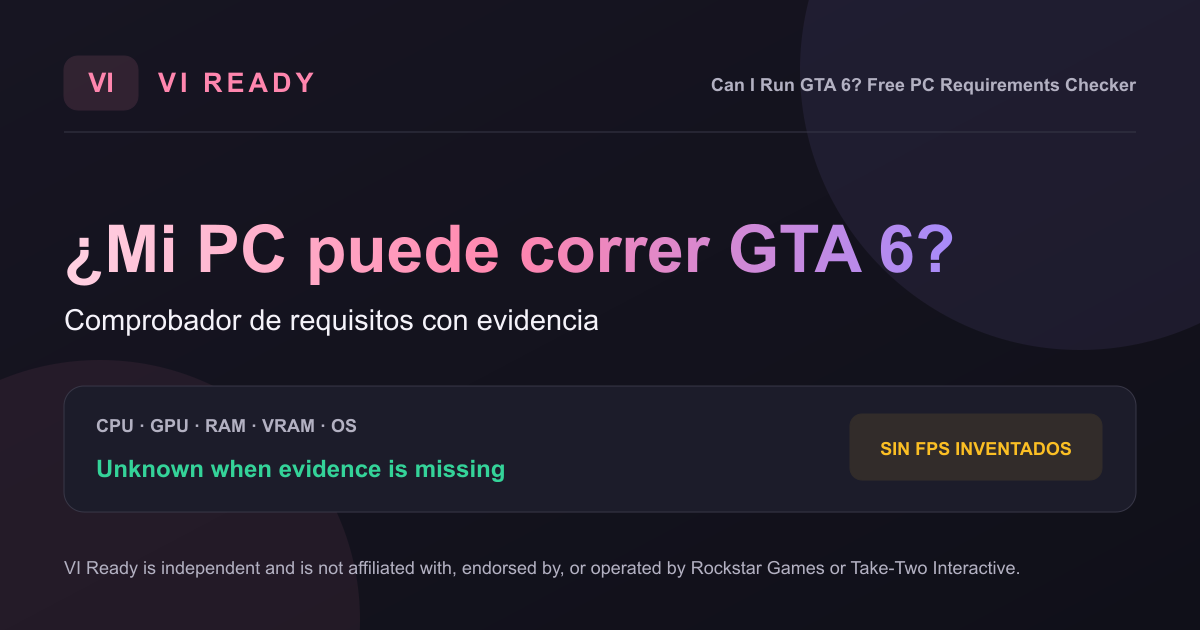 VI
VI READY
Can I Run GTA 6? Free PC Requirements Checker
¿Mi PC puede correr GTA 6?
Comprobador de requisitos con evidencia
CPU · GPU · RAM · VRAM · OS
Unknown when evidence is missing
SIN FPS INVENTADOS
VI Ready is independent and is not affiliated with, endorsed by, or operated by Rockstar Games or Take-Two Interactive.